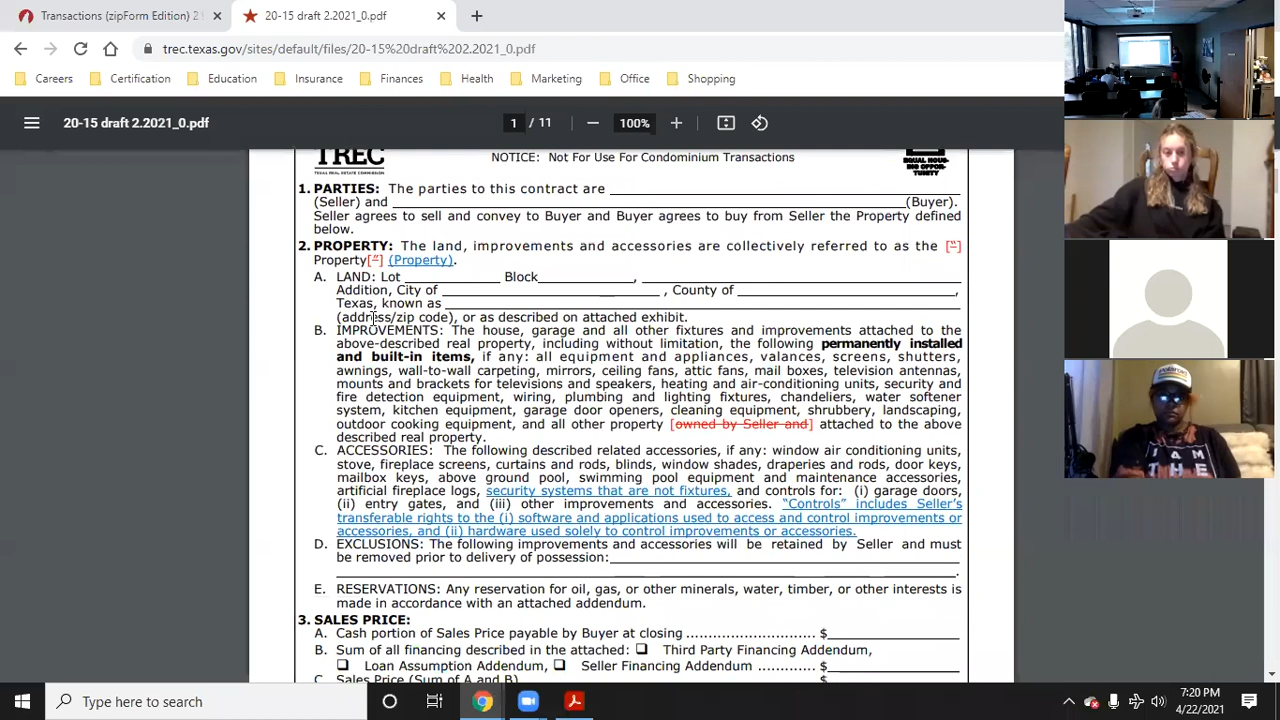 Transactions (zipForm Edition) 2
20-15 draft 2.2021_0.pdf
trec.texas.gov/sites/default/files/20-15%20draft%202.2021_0.pdf
Careers Certification Education Insurance Finances Health Marketing Office Shopping
20-15 draft 2.2021_0.pdf 1 / 11 100%
TREC
TEXAS REAL ESTATE COMMISSION
NOTICE: Not For Use For Condominium Transactions
EQUAL HOUS-
ING OPPOR-
TUNITY
1. PARTIES: The parties to this contract are
(Seller) and (Buyer).
Seller agrees to sell and convey to Buyer and Buyer agrees to buy from Seller the Property defined
below.
2. PROPERTY: The land, improvements and accessories are collectively referred to as the ["]
Property["] (Property).
A. LAND: Lot Block ,
Addition, City of , County of ,
Texas, known as
(address/zip code), or as described on attached exhibit.
B. IMPROVEMENTS: The house, garage and all other fixtures and improvements attached to the
above-described real property, including without limitation, the following permanently installed
and built-in items, if any: all equipment and appliances, valances, screens, shutters,
awnings, wall-to-wall carpeting, mirrors, ceiling fans, attic fans, mail boxes, television antennas,
mounts and brackets for televisions and speakers, heating and air-conditioning units, security and
fire detection equipment, wiring, plumbing and lighting fixtures, chandeliers, water softener
system, kitchen equipment, garage door openers, cleaning equipment, shrubbery, landscaping,
outdoor cooking equipment, and all other property [owned by Seller and] attached to the above
described real property.
C. ACCESSORIES: The following described related accessories, if any: window air conditioning units,
stove, fireplace screens, curtains and rods, blinds, window shades, draperies and rods, door keys,
mailbox keys, above ground pool, swimming pool equipment and maintenance accessories,
artificial fireplace logs, security systems that are not fixtures, and controls for: (i) garage doors,
(ii) entry gates, and (iii) other improvements and accessories. "Controls" includes Seller's
transferable rights to the (i) software and applications used to access and control improvements or
accessories, and (ii) hardware used solely to control improvements or accessories.
D. EXCLUSIONS: The following improvements and accessories will be retained by Seller and must
be removed prior to delivery of possession:
.
E. RESERVATIONS: Any reservation for oil, gas, or other minerals, water, timber, or other interests is
made in accordance with an attached addendum.
3. SALES PRICE:
A. Cash portion of Sales Price payable by Buyer at closing ............................ $
B. Sum of all financing described in the attached: ❑ Third Party Financing Addendum,
❑ Loan Assumption Addendum, ❑ Seller Financing Addendum ............. $
C. Sales Price (Sum of A and B)
I AM
THE
Type here to search
7:20 PM
4/22/2021